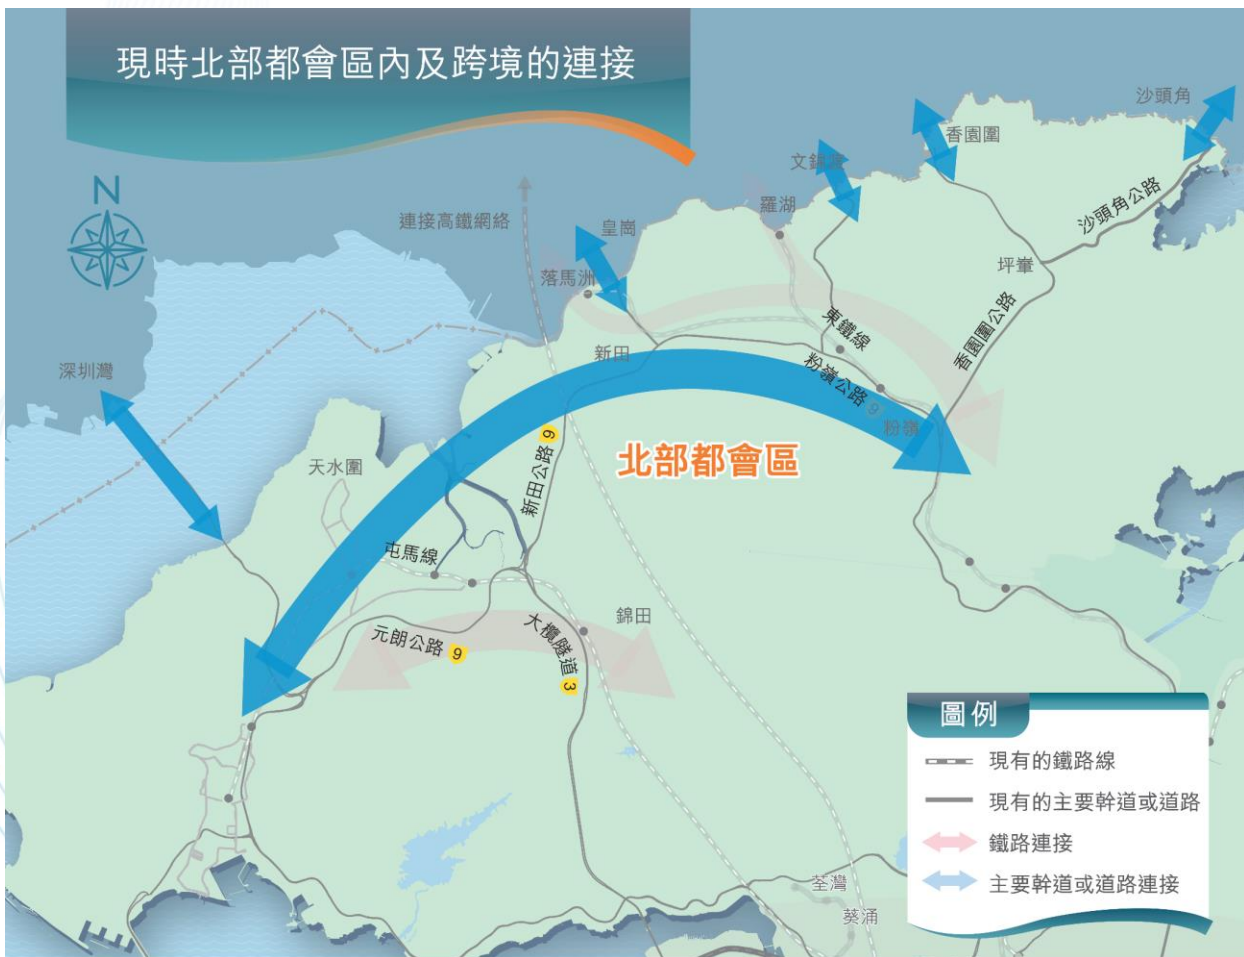 現時北部都會區內及跨境的連接
N
沙頭角
香園圍
文錦渡
羅湖
連接高鐵網絡
皇崗
落馬洲
沙頭角公路
坪輋
香園圍公路
東鐵線
新田
粉嶺公路 9
粉嶺
深圳灣
天水圍
新田公路 9
北部都會區
屯馬線
元朗公路 9
大欖隧道 3
錦田
荃灣
葵涌
圖例
現有的鐵路線
現有的主要幹道或道路
鐵路連接
主要幹道或道路連接